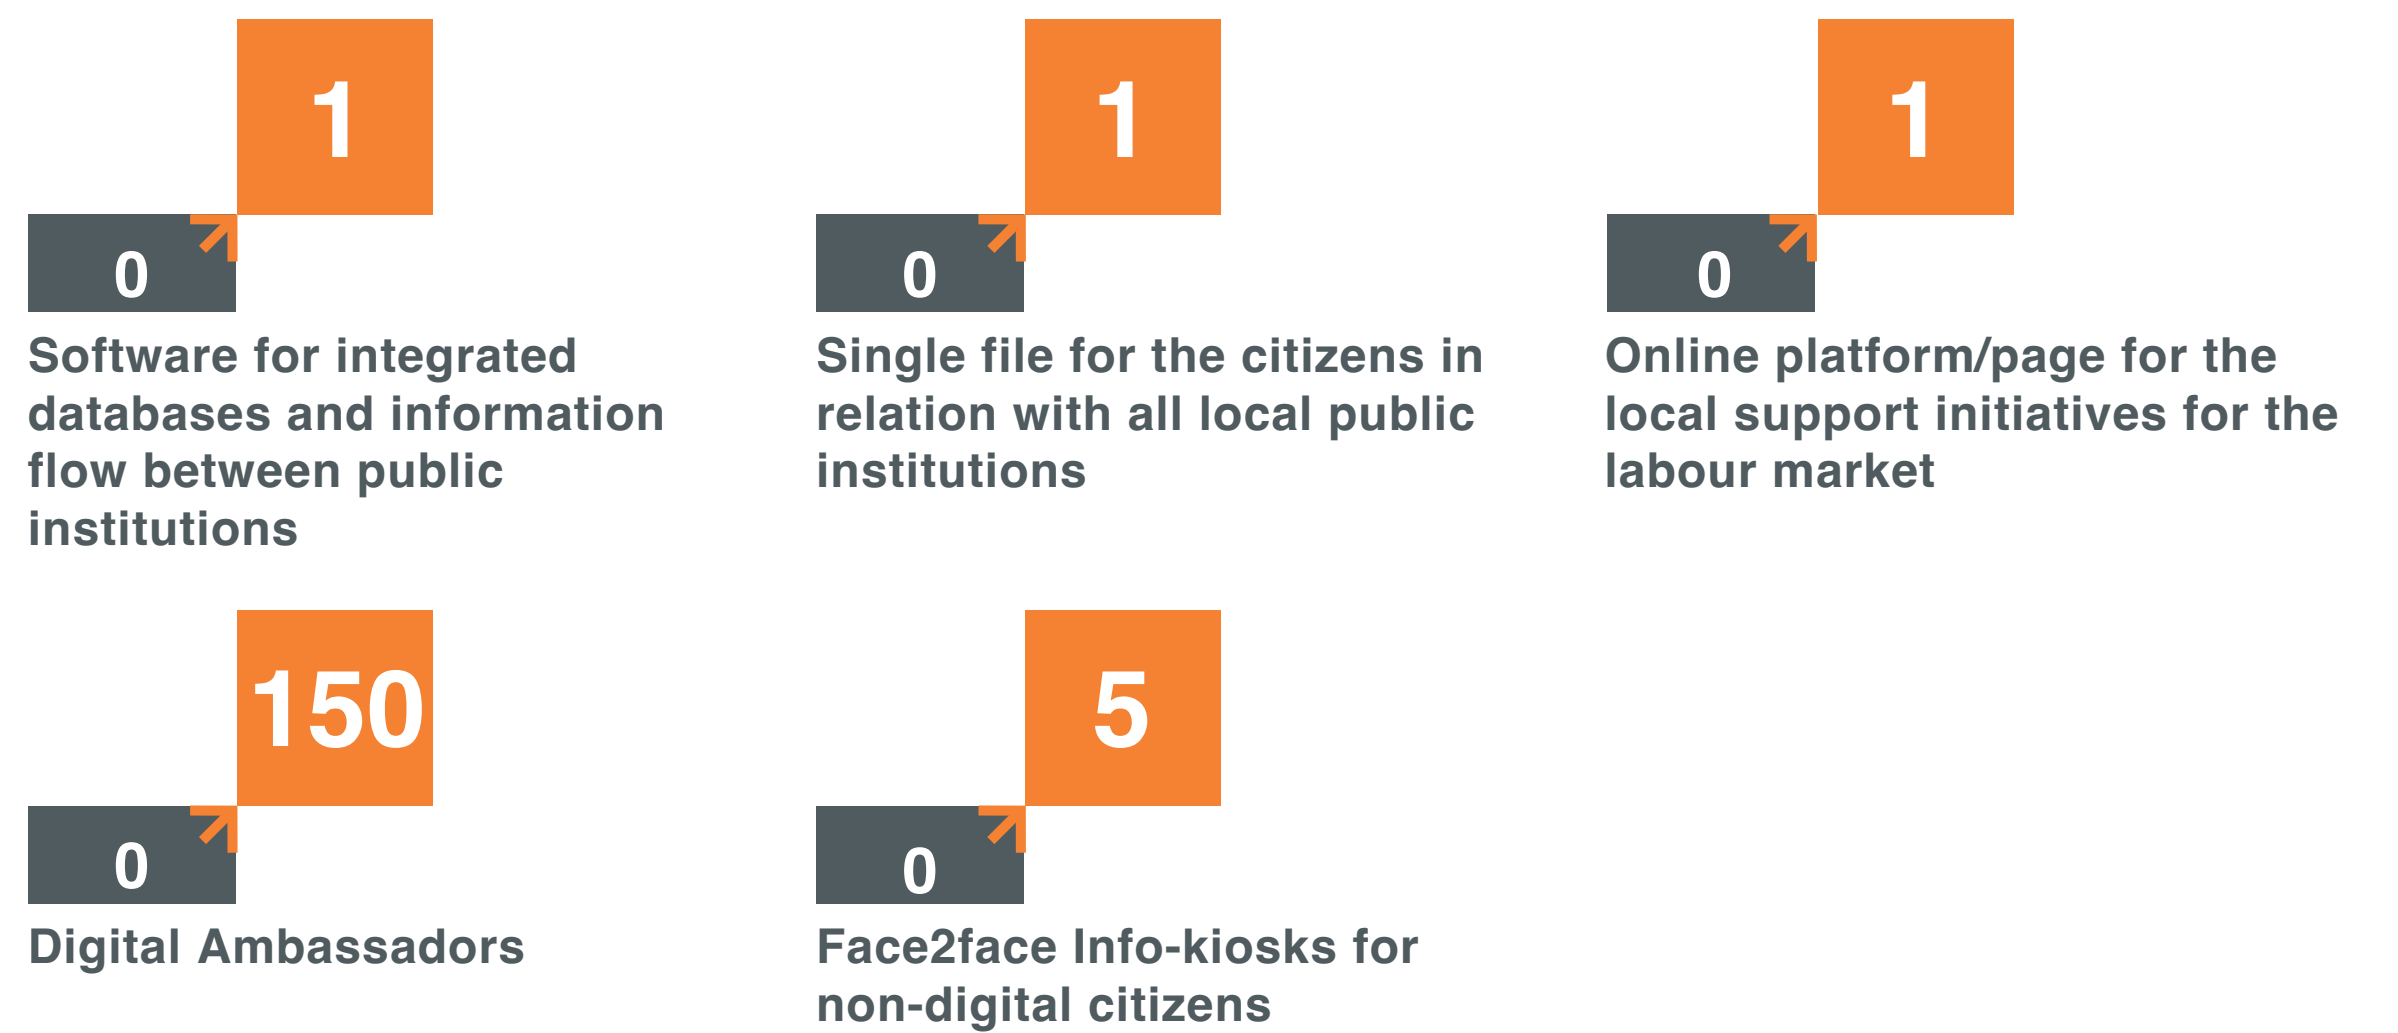 1
0
Software for integrated
databases and information
flow between public
institutions
1
0
Single file for the citizens in
relation with all local public
institutions
1
0
Online platform/page for the
local support initiatives for the
labour market
150
0
Digital Ambassadors
5
0
Face2face Info-kiosks for
non-digital citizens